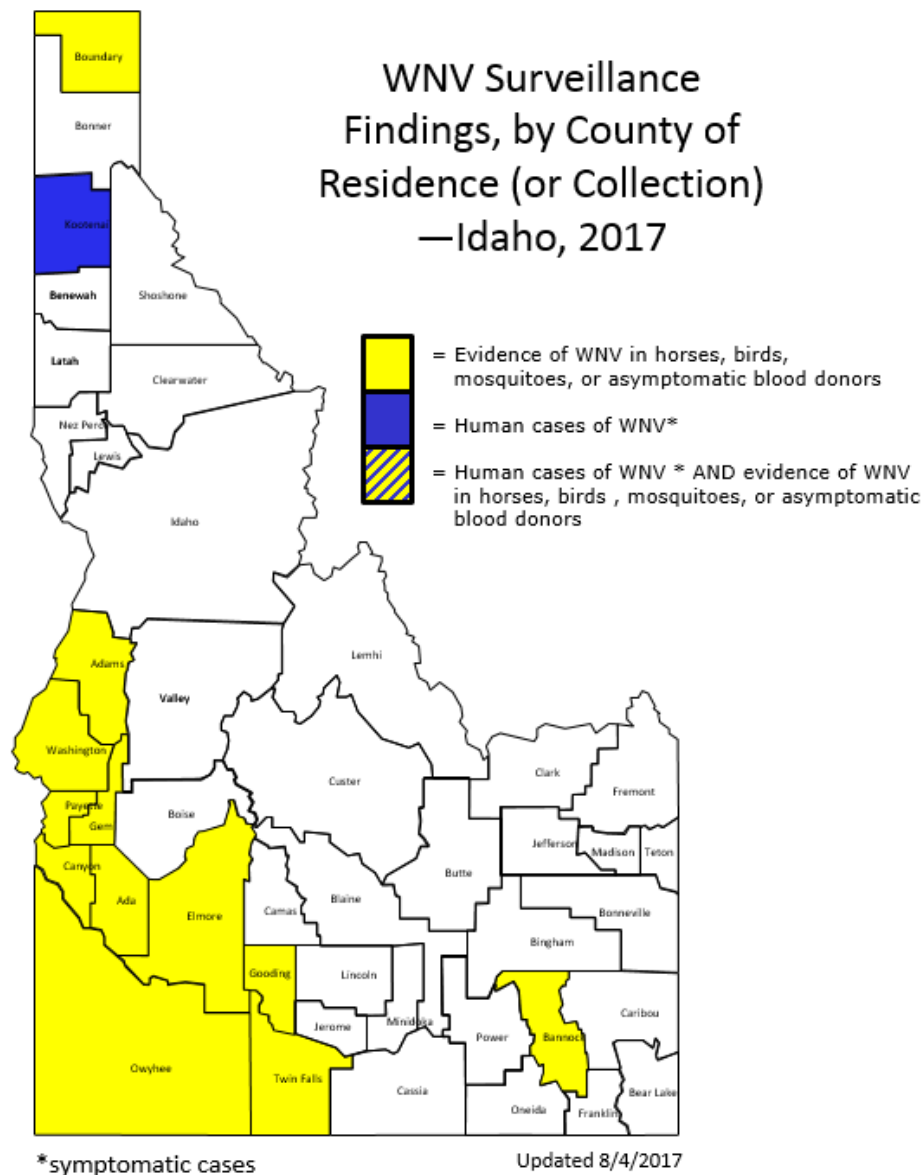 WNV Surveillance
Findings, by County of
Residence (or Collection)
—Idaho, 2017
= Evidence of WNV in horses, birds,
mosquitoes, or asymptomatic blood donors
= Human cases of WNV*
= Human cases of WNV * AND evidence of WNV
in horses, birds , mosquitoes, or asymptomatic
blood donors
Boundary
Bonner
Kootenai
Benewah
Shoshone
Latah
Clearwater
Nez Perc
Lewis
Idaho
Lemhi
Adams
Valley
Washington
Custer
Clark
Fremont
Payette
Gem
Boise
Jefferson
Madison
Teton
Butte
Canyon
Ada
Elmore
Camas
Blaine
Bonneville
Bingham
Gooding
Lincoln
Caribou
Jerome
Minidoka
Power
Bannock
Owyhee
Twin Falls
Cassia
Oneida
Franklin
Bear Lake
*symptomatic cases
Updated 8/4/2017